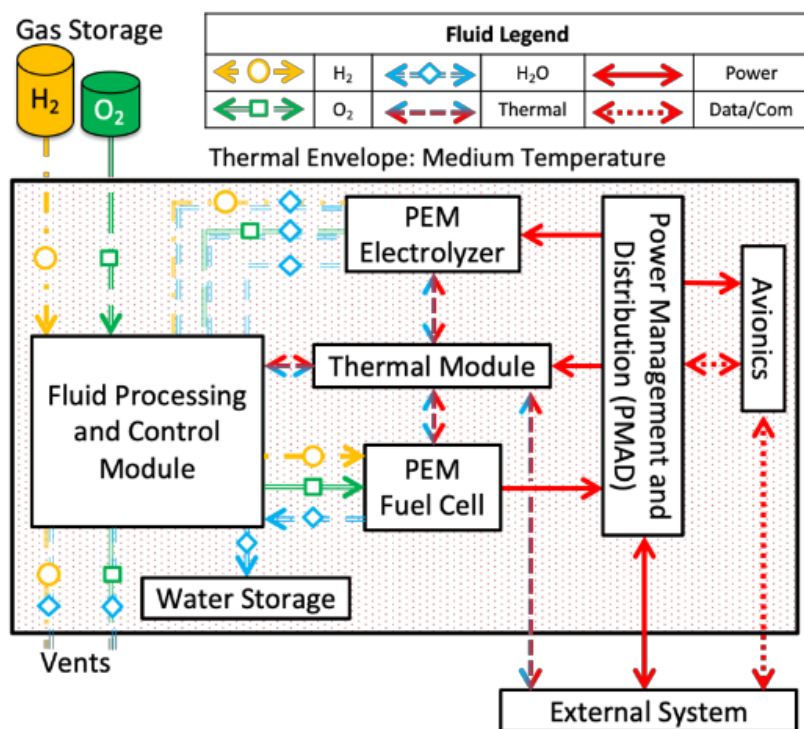 Gas Storage
H2
O2
Fluid Legend
H2
H2O
Power
O2
Thermal
Data/Com
Thermal Envelope: Medium Temperature
PEM
Electrolyzer
Power Management and
Distribution (PMAD)
Avionics
Fluid Processing
and Control
Module
Thermal Module
PEM
Fuel Cell
Water Storage
Vents
External System